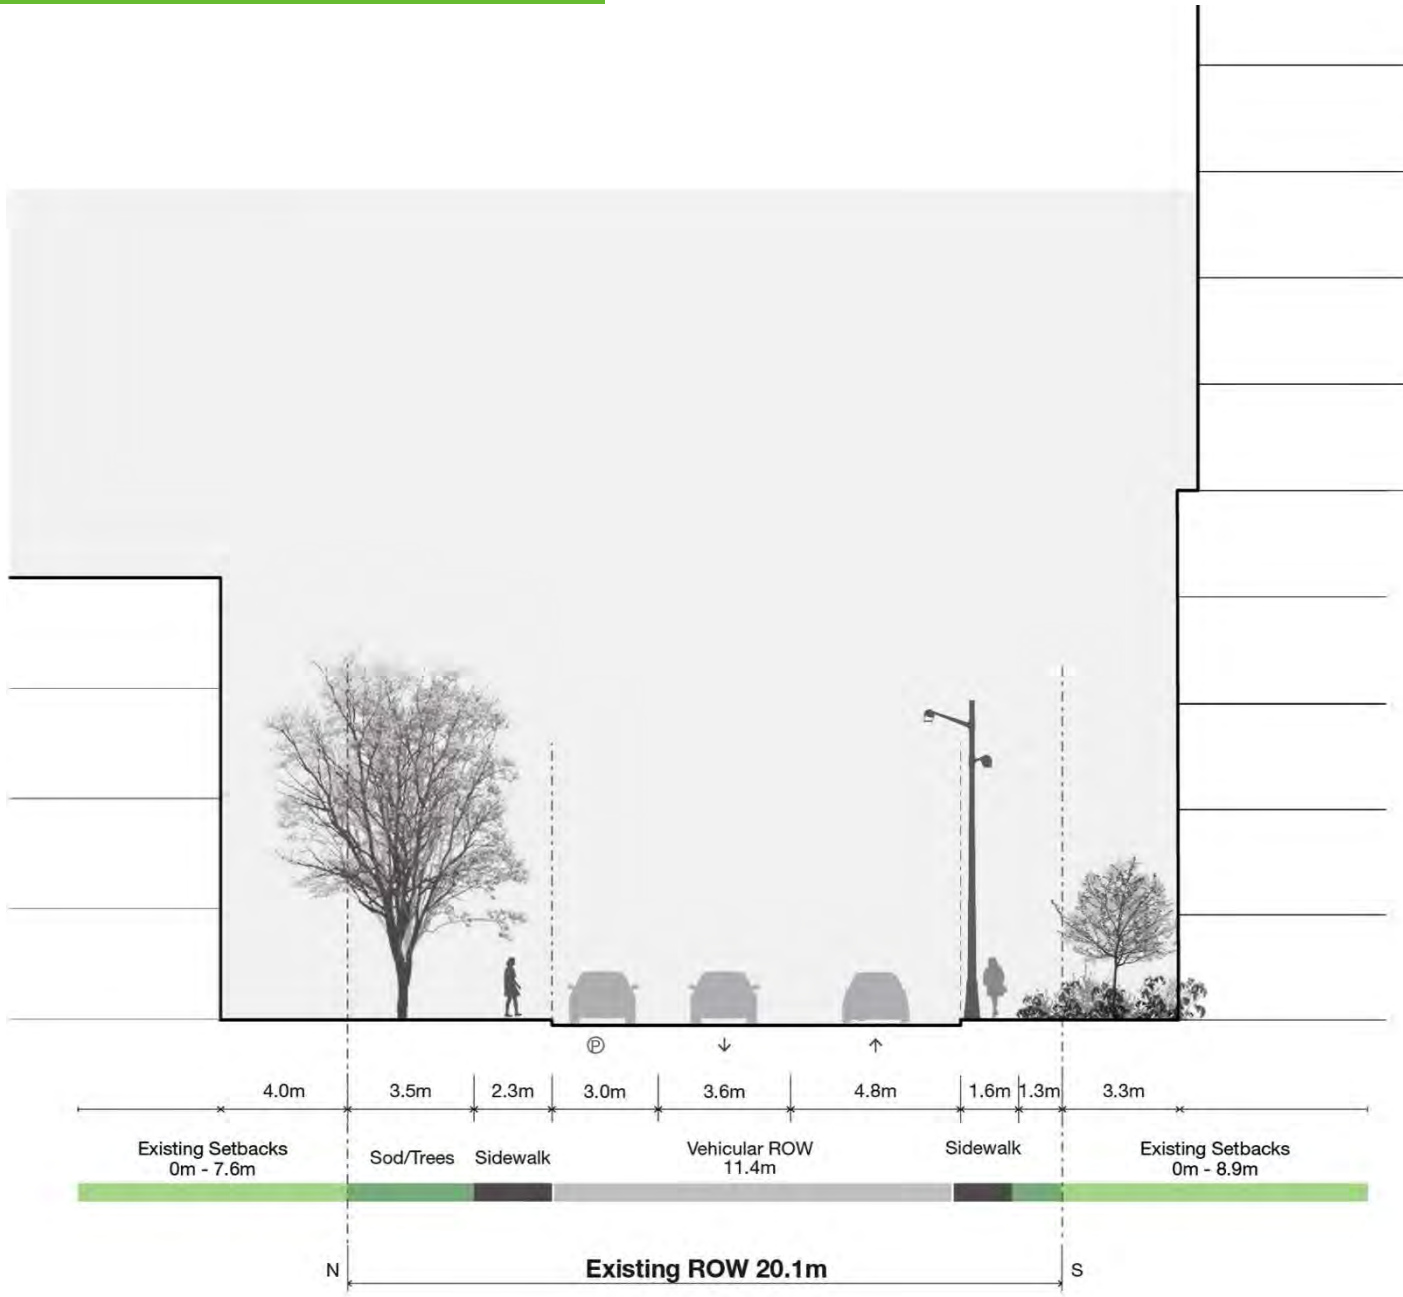 Ⓟ ↓ ↑
4.0m 3.5m 2.3m 3.0m 3.6m 4.8m 1.6m 1.3m 3.3m
Existing Setbacks
0m - 7.6m
Sod/Trees
Sidewalk
Vehicular ROW
11.4m
Sidewalk
Existing Setbacks
0m - 8.9m
N Existing ROW 20.1m S